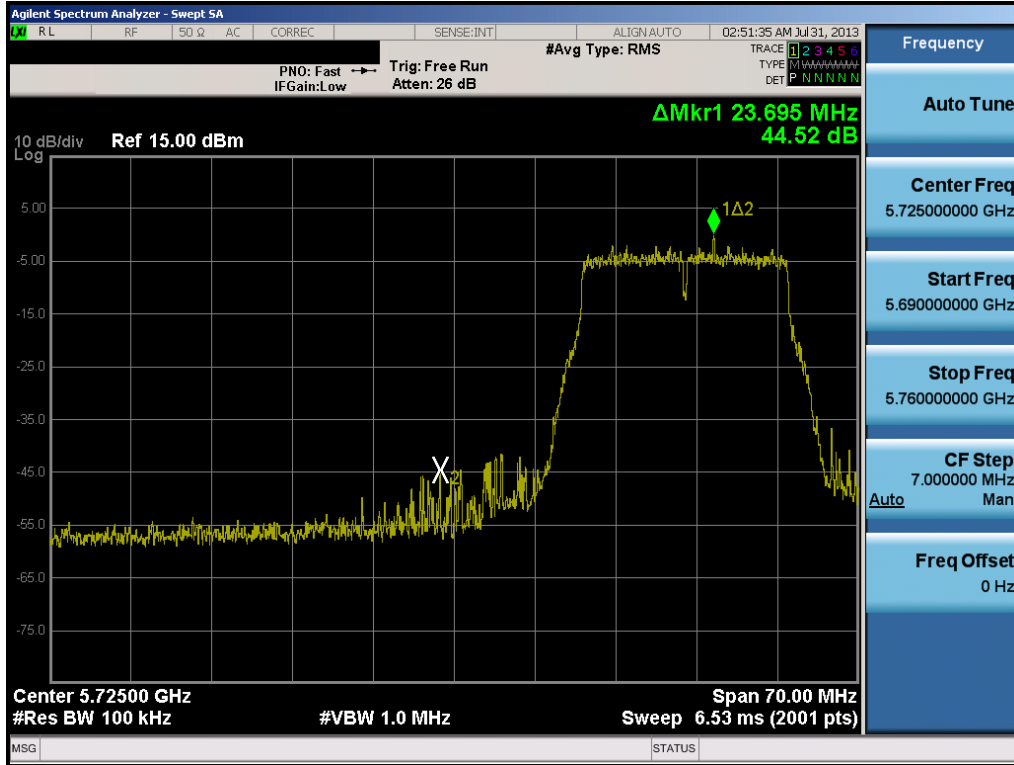 Agilent Spectrum Analyzer - Swept SA
LXI RL RF 50 Ω AC CORREC SENSE:INT ALIGN AUTO 02:51:35 AM Jul 31, 2013
#Avg Type: RMS
TRACE 1 2 3 4 5 6
TYPE M WWWWW
DET P N N N N N
PNO: Fast
IFGain:Low
Trig: Free Run
Atten: 26 dB
ΔMkr1 23.695 MHz
44.52 dB
10 dB/div Ref 15.00 dBm
Log
5.00
-5.00
-15.0
-25.0
-35.0
-45.0
-55.0
-65.0
-75.0
1Δ2
X2
Center 5.72500 GHz Span 70.00 MHz
#Res BW 100 kHz #VBW 1.0 MHz Sweep 6.53 ms (2001 pts)
MSG STATUS
Frequency
Auto Tune
Center Freq
5.725000000 GHz
Start Freq
5.690000000 GHz
Stop Freq
5.760000000 GHz
CF Step
7.000000 MHz
Auto Man
Freq Offset
0 Hz